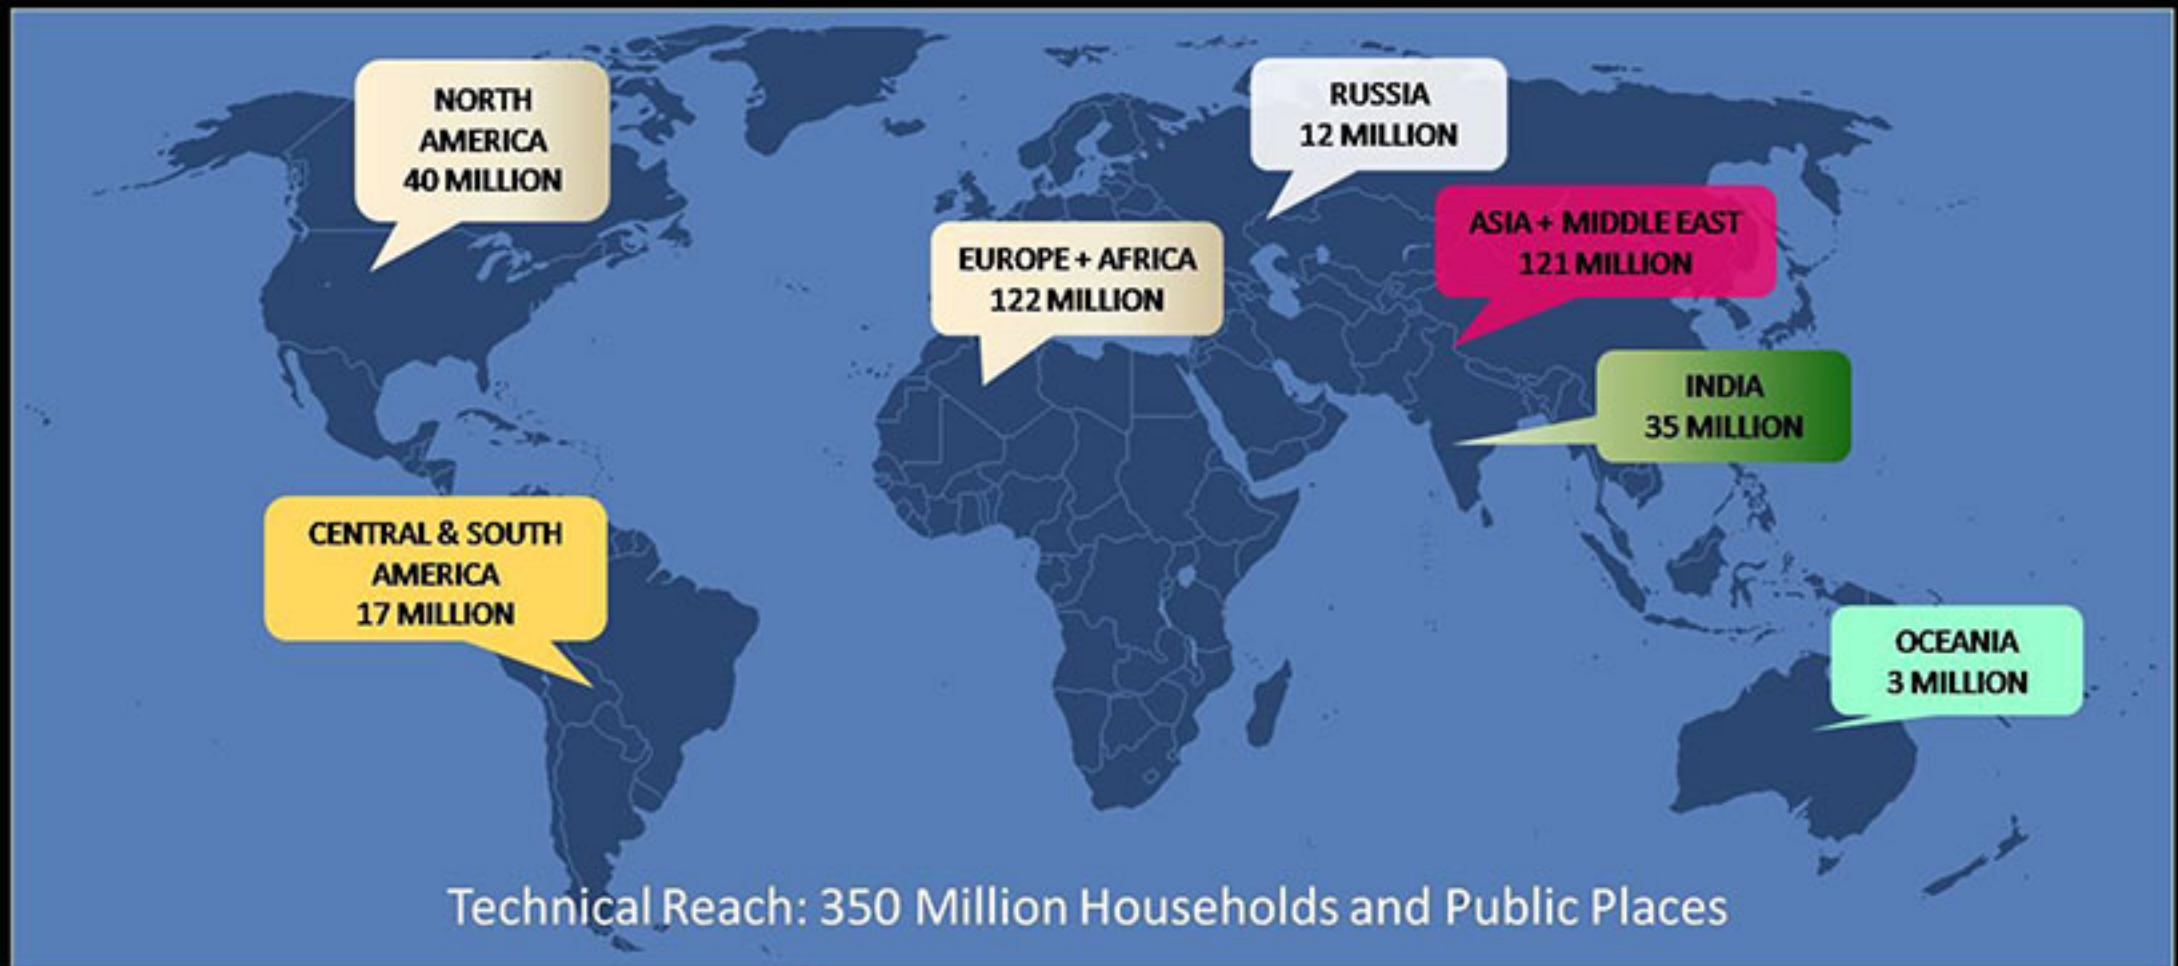 NORTH
AMERICA
40 MILLION
RUSSIA
12 MILLION
ASIA + MIDDLE EAST
121 MILLION
EUROPE + AFRICA
122 MILLION
INDIA
35 MILLION
CENTRAL & SOUTH
AMERICA
17 MILLION
OCEANIA
3 MILLION
Technical Reach: 350 Million Households and Public Places